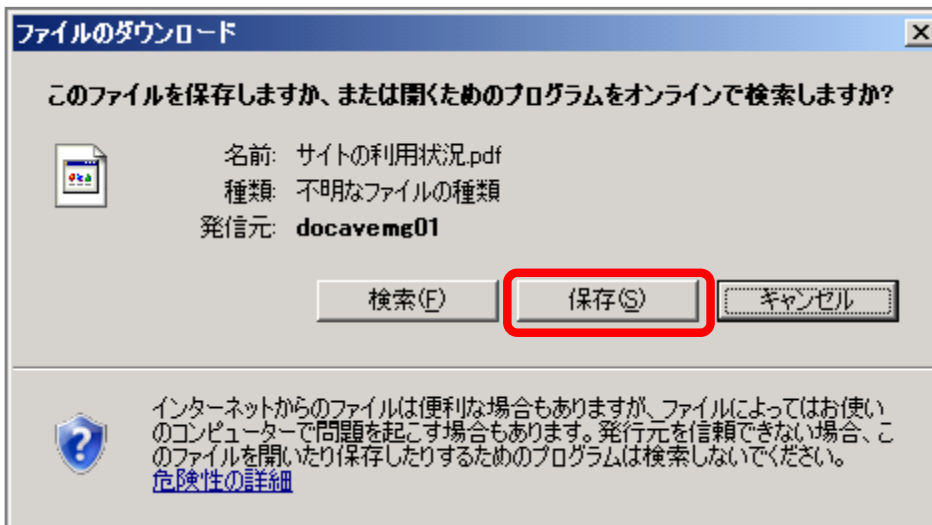 ファイルのダウンロード
このファイルを保存しますか、または開くためのプログラムをオンラインで検索しますか?
名前: サイトの利用状況.pdf
種類: 不明なファイルの種類
発信元: docavemg01
検索(F) 保存(S) キャンセル
インターネットからのファイルは便利な場合もありますが、ファイルによってはお使い
のコンピューターで問題を起こす場合もあります。発行元を信頼できない場合、こ
のファイルを開いたり保存したりするためのプログラムは検索しないでください。
危険性の詳細